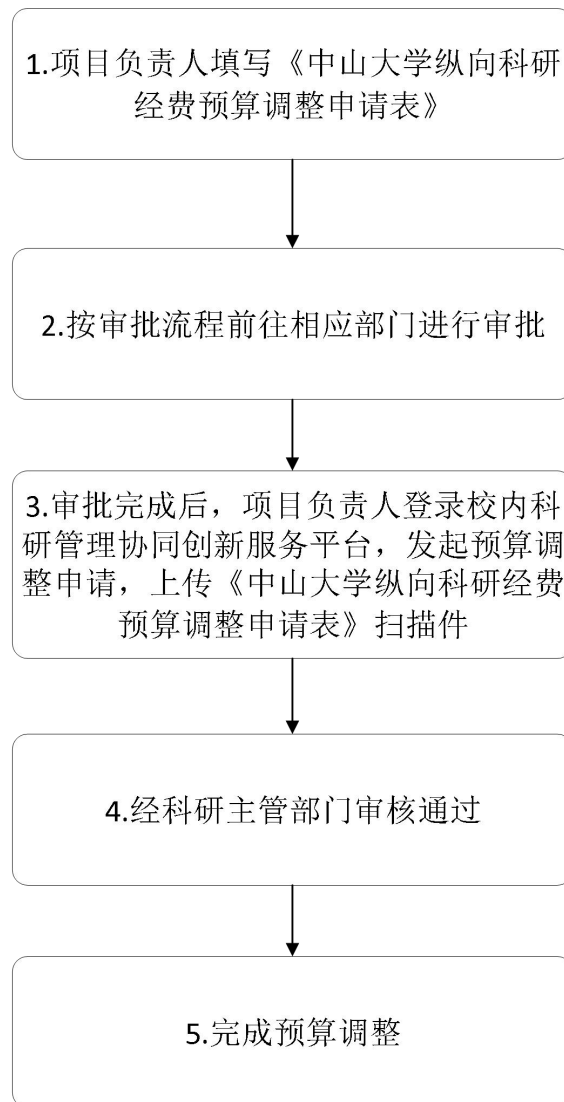 1.项目负责人填写《中山大学纵向科研
经费预算调整申请表》
2.按审批流程前往相应部门进行审批
3.审批完成后，项目负责人登录校内科
研管理协同创新服务平台，发起预算调
整申请，上传《中山大学纵向科研经费
预算调整申请表》扫描件
4.经科研主管部门审核通过
5.完成预算调整